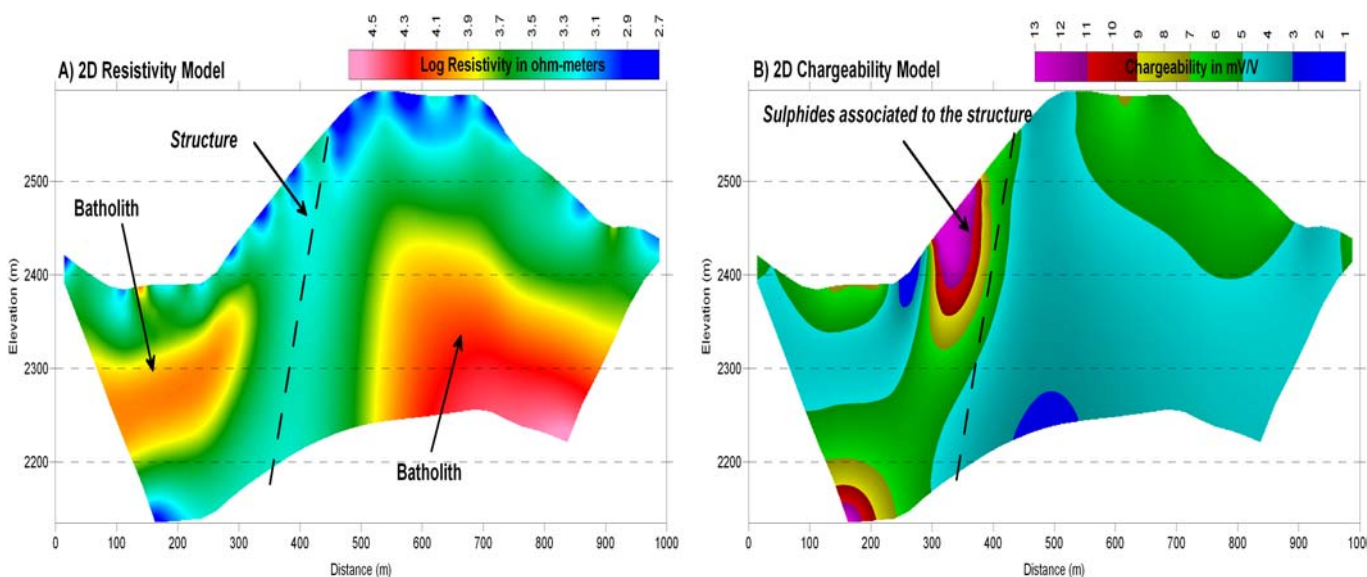 4.5 4.3 4.1 3.9 3.7 3.5 3.3 3.1 2.9 2.7
Log Resistivity in ohm-meters
A) 2D Resistivity Model
Structure
Batholith
Batholith
Elevation (m)
2500
2400
2300
2200
0 100 200 300 400 500 600 700 800 900 1000
Distance (m)
13 12 11 10 9 8 7 6 5 4 3 2 1
Chargeability in mV/V
B) 2D Chargeability Model
Sulphides associated to the structure
Elevation (m)
2500
2400
2300
2200
0 100 200 300 400 500 600 700 800 900 1000
Distance (m)